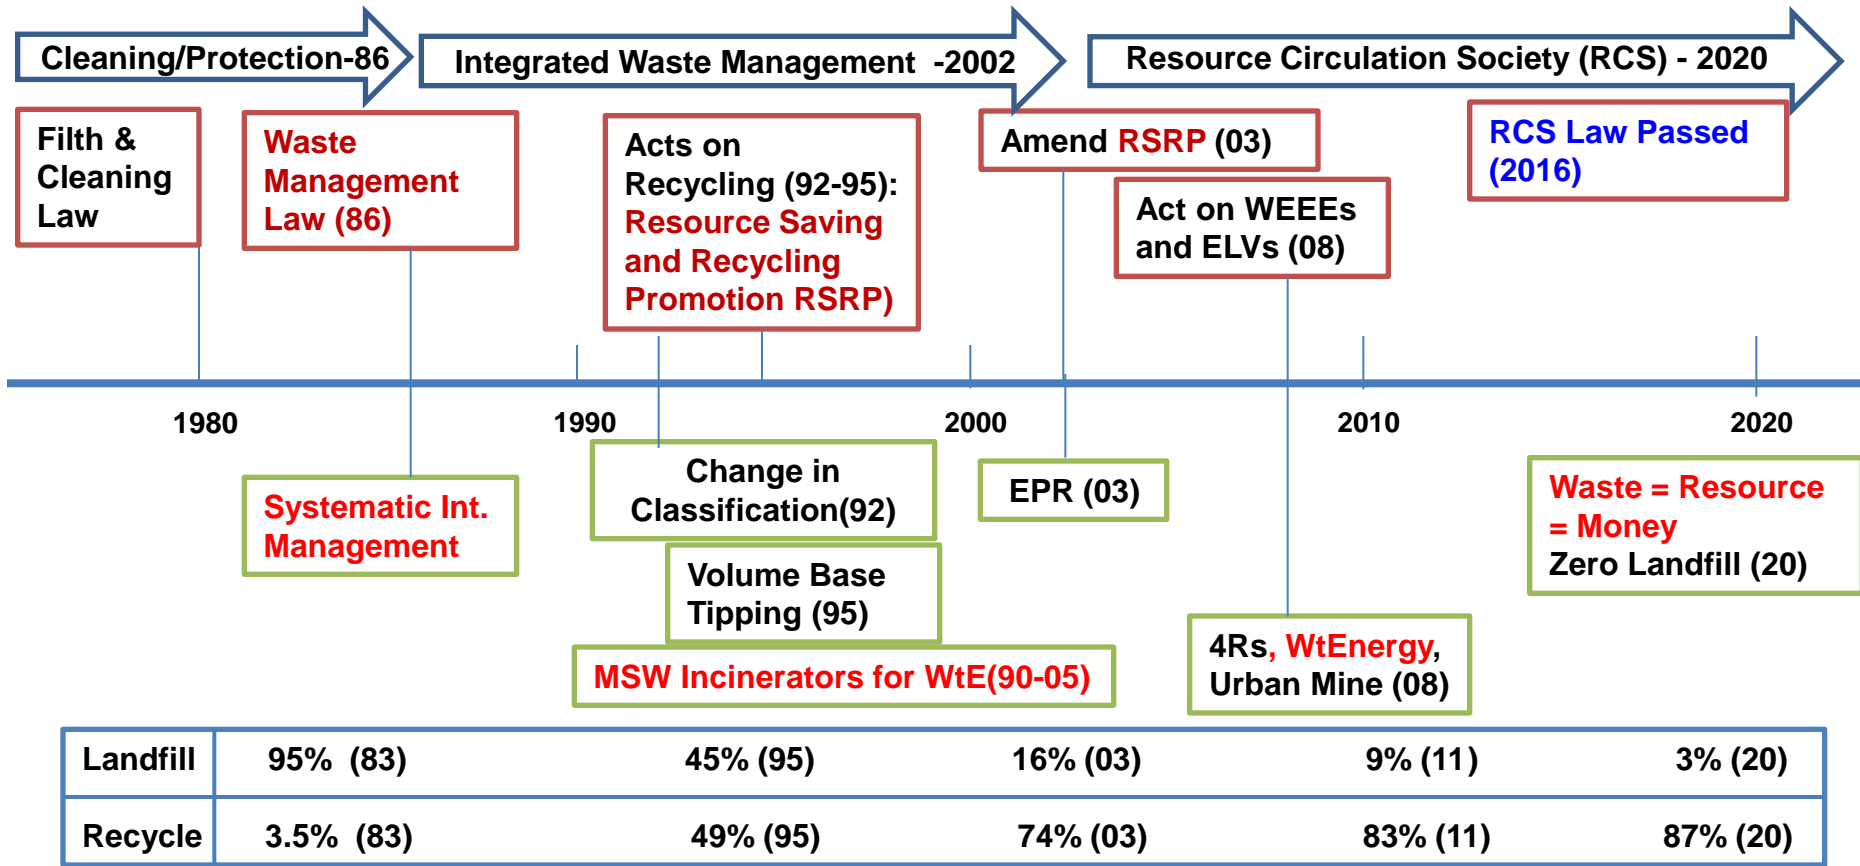 Cleaning/Protection-86
Integrated Waste Management -2002
Resource Circulation Society (RCS) - 2020
Filth &
Cleaning
Law
Waste
Management
Law (86)
Acts on
Recycling (92-95):
Resource Saving
and Recycling
Promotion RSRP)
Amend RSRP (03)
Act on WEEEs
and ELVs (08)
RCS Law Passed
(2016)
1980
1990
2000
2010
2020
Systematic Int.
Management
Change in
Classification(92)
Volume Base
Tipping (95)
MSW Incinerators for WtE(90-05)
EPR (03)
4Rs, WtEnergy,
Urban Mine (08)
Waste = Resource
= Money
Zero Landfill (20)
Landfill 95% (83) 45% (95) 16% (03) 9% (11) 3% (20)
Recycle 3.5% (83) 49% (95) 74% (03) 83% (11) 87% (20)